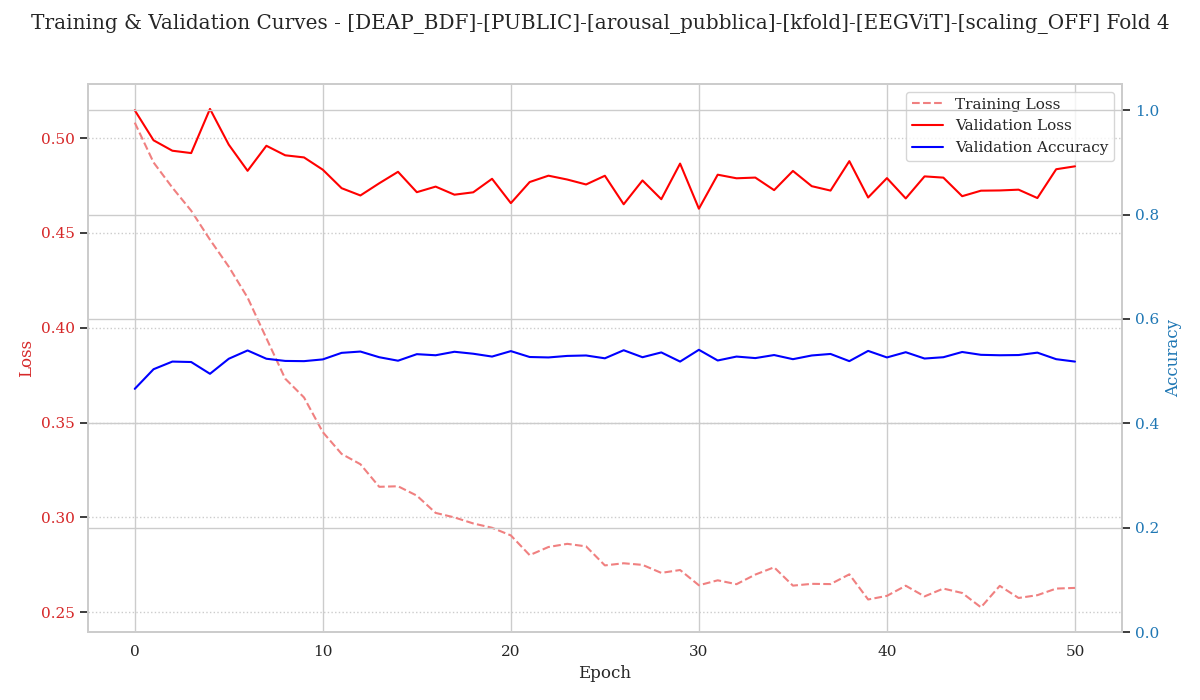 Training & Validation Curves - [DEAP_BDF]-[PUBLIC]-[arousal_pubblica]-[kfold]-[EEGViT]-[scaling_OFF] Fold 4
Training Loss
Validation Loss
Validation Accuracy
0.50
0.45
0.40
0.35
0.30
0.25
Loss
1.0
0.8
0.6
0.4
0.2
0.0
Accuracy
0 10 20 30 40 50
Epoch